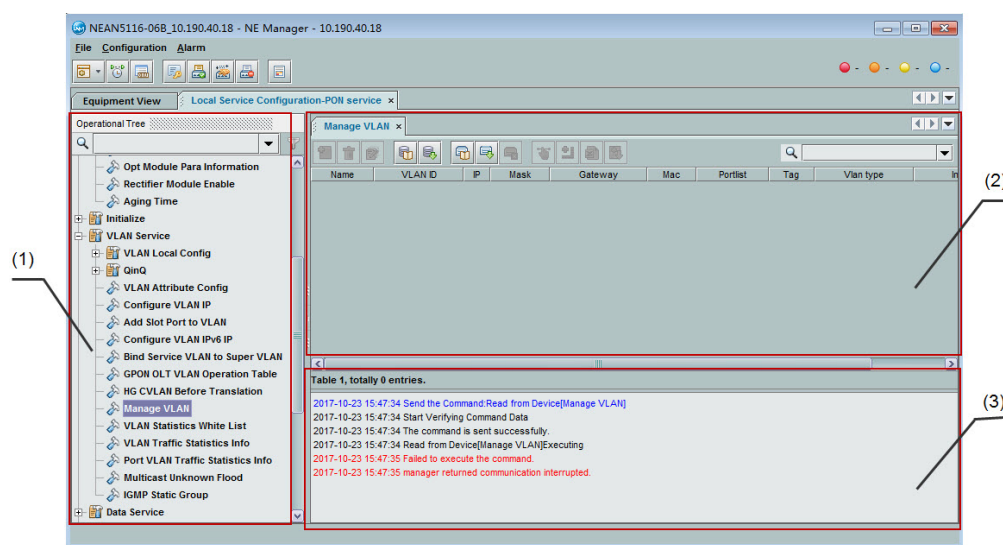 NEAN5116-06B_10.190.40.18 - NE Manager - 10.190.40.18
File Configuration Alarm
Equipment View Local Service Configuration-PON service ×
Operational Tree
Manage VLAN ×
Opt Module Para Information
Rectifier Module Enable
Aging Time
Initialize
VLAN Service
VLAN Local Config
QinQ
VLAN Attribute Config
Configure VLAN IP
Add Slot Port to VLAN
Configure VLAN IPv6 IP
Bind Service VLAN to Super VLAN
GPON OLT VLAN Operation Table
HG CVLAN Before Translation
Manage VLAN
VLAN Statistics White List
VLAN Traffic Statistics Info
Port VLAN Traffic Statistics Info
Multicast Unknown Flood
IGMP Static Group
Data Service
Name VLAN ID IP Mask Gateway Mac Portlist Tag Vlan type In
Table 1, totally 0 entries.
2017-10-23 15:47:34 Send the Command:Read from Device[Manage VLAN]
2017-10-23 15:47:34 Start Verifying Command Data
2017-10-23 15:47:34 The command is sent successfully.
2017-10-23 15:47:34 Read from Device[Manage VLAN]Executing
2017-10-23 15:47:35 Failed to execute the command.
2017-10-23 15:47:35 manager returned communication interrupted.
(1)
(2)
(3)